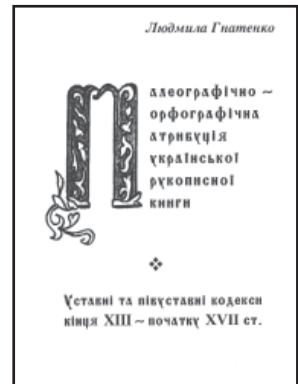 Людмила Гнатенко
Палеографічно ~
орфографічна
атрибуція
української
рукописної
книги
Уставні та півуставні кодекси
кінця XIII ~ початку XVII ст.